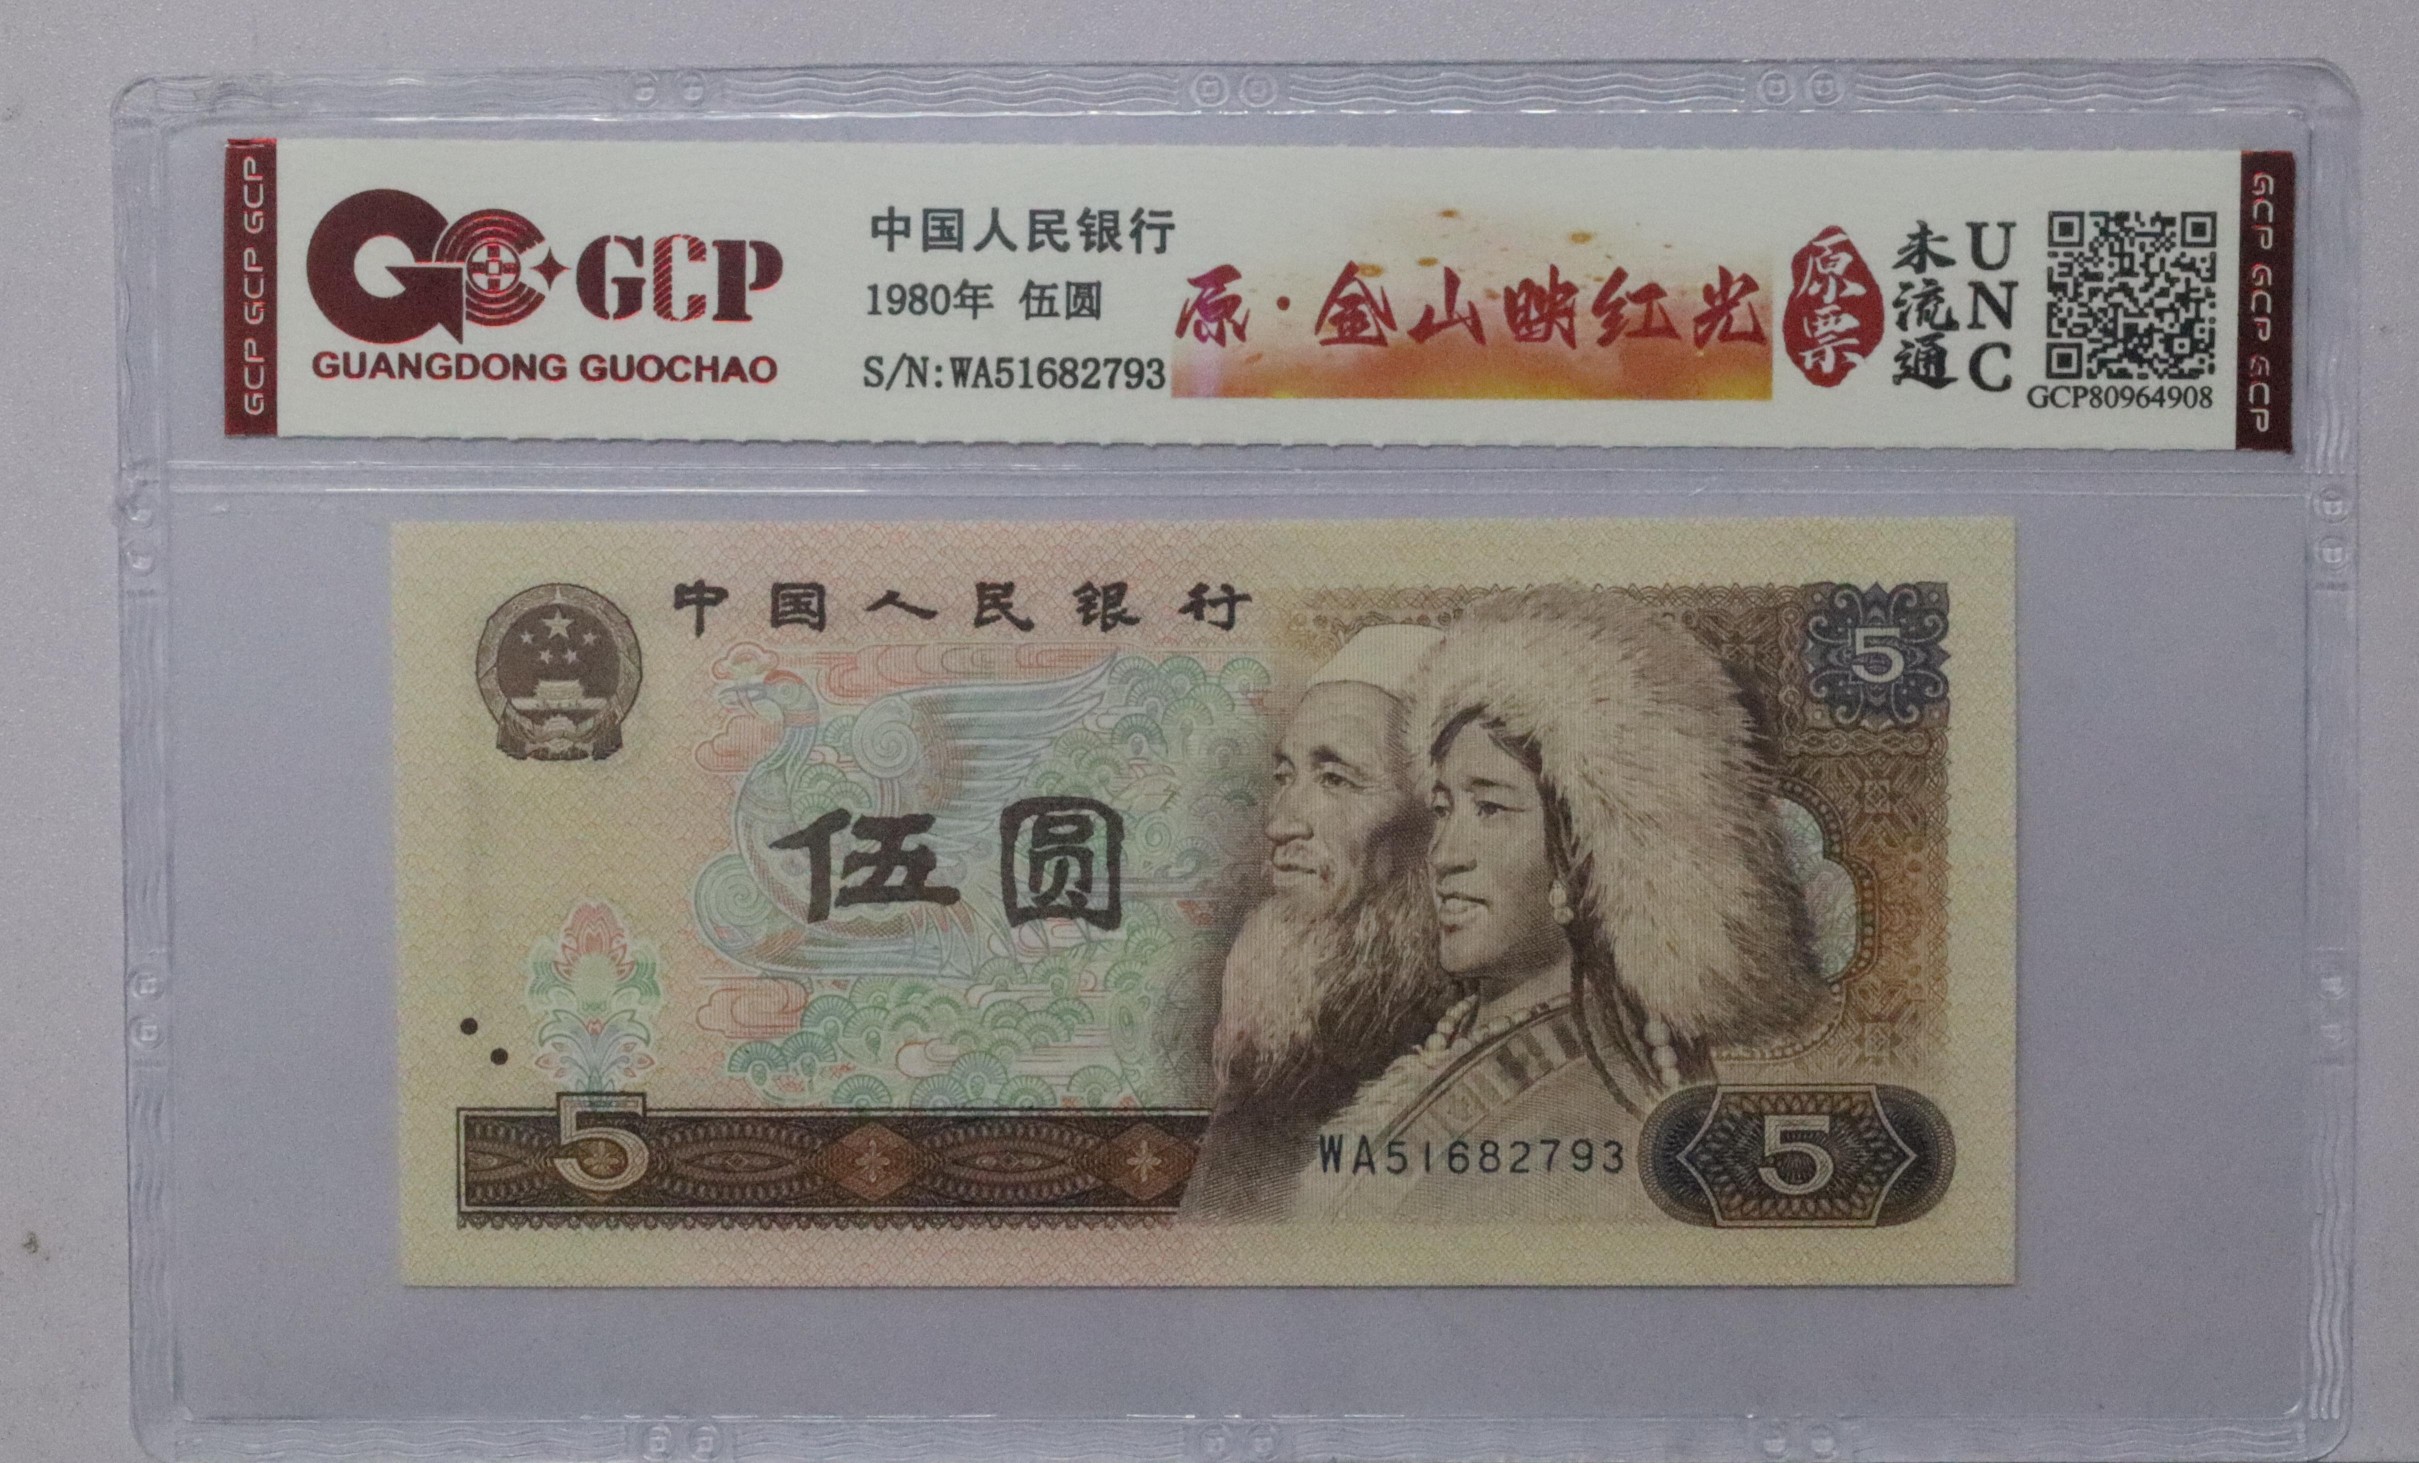 GCP GCP GCP
GCP
GUANGDONG GUOCHAO
中国人民银行
1980年 伍圆
S/N:WA51682793
原·金山映红光
原票
未流通
UNC
GCP80964908
GCP GCP GCP
中国人民银行
5
伍圆
5
WA51682793
5